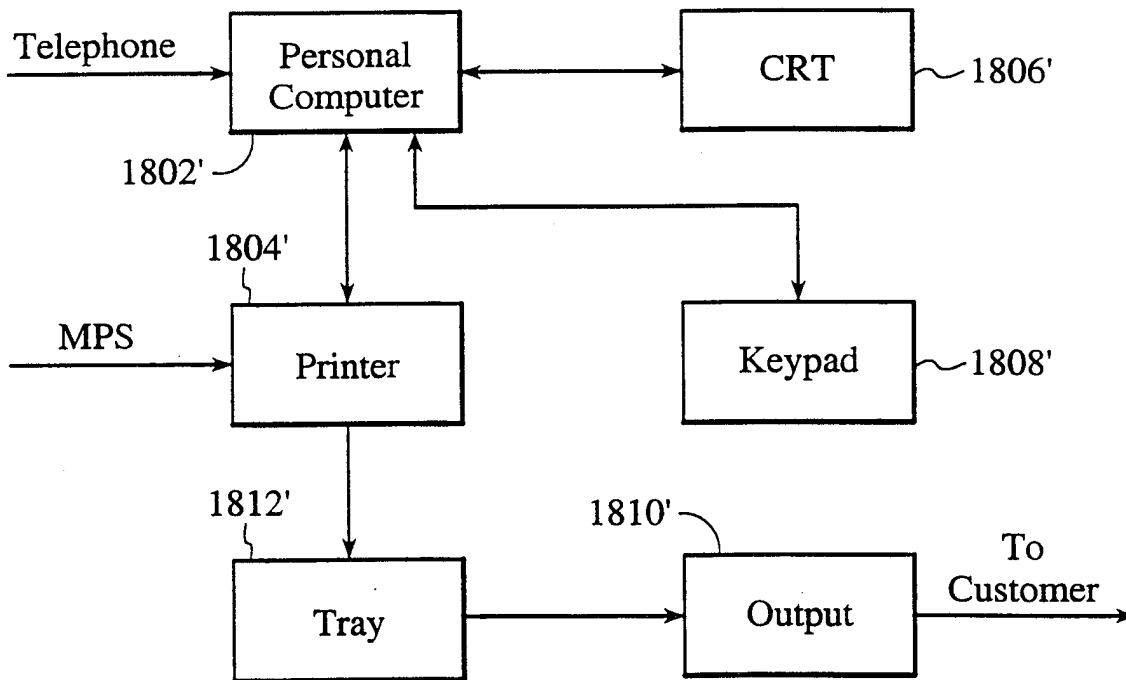 Telephone
Personal
Computer
CRT
1806'
1802'
1804'
MPS
Printer
Keypad
1808'
1812'
1810'
Tray
Output
To
Customer